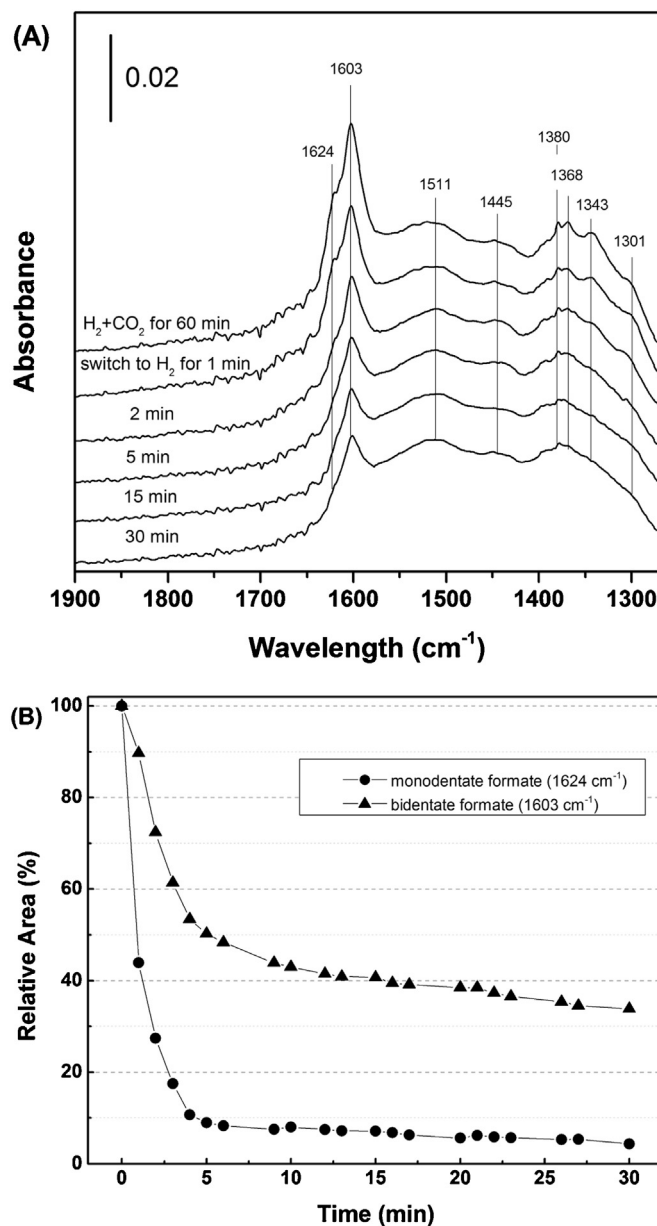 (A)
0.02
1603
1624
1511
1445
1380
1368
1343
1301
Absorbance
H₂+CO₂ for 60 min
switch to H₂ for 1 min
2 min
5 min
15 min
30 min
1900 1800 1700 1600 1500 1400 1300
Wavelength (cm⁻¹)
(B)
100
80
60
40
20
0
Relative Area (%)
monodentate formate (1624 cm⁻¹)
bidentate formate (1603 cm⁻¹)
0 5 10 15 20 25 30
Time (min)